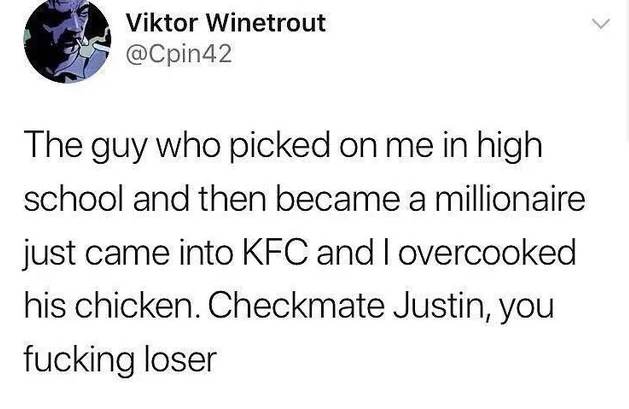 Viktor Winetrout
@Cpin42
The guy who picked on me in high
school and then became a millionaire
just came into KFC and I overcooked
his chicken. Checkmate Justin, you
fucking loser